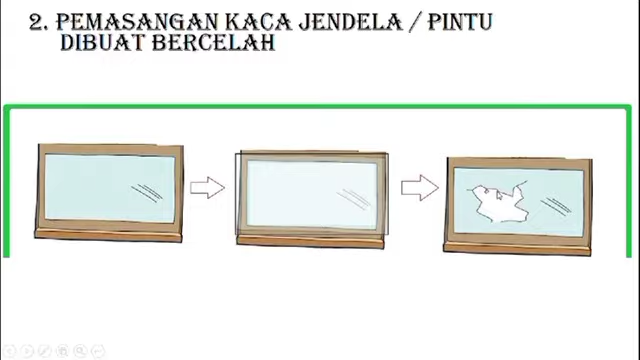 2. PEMASANGAN KACA JENDELA / PINTU
DIBUAT BERCELAH